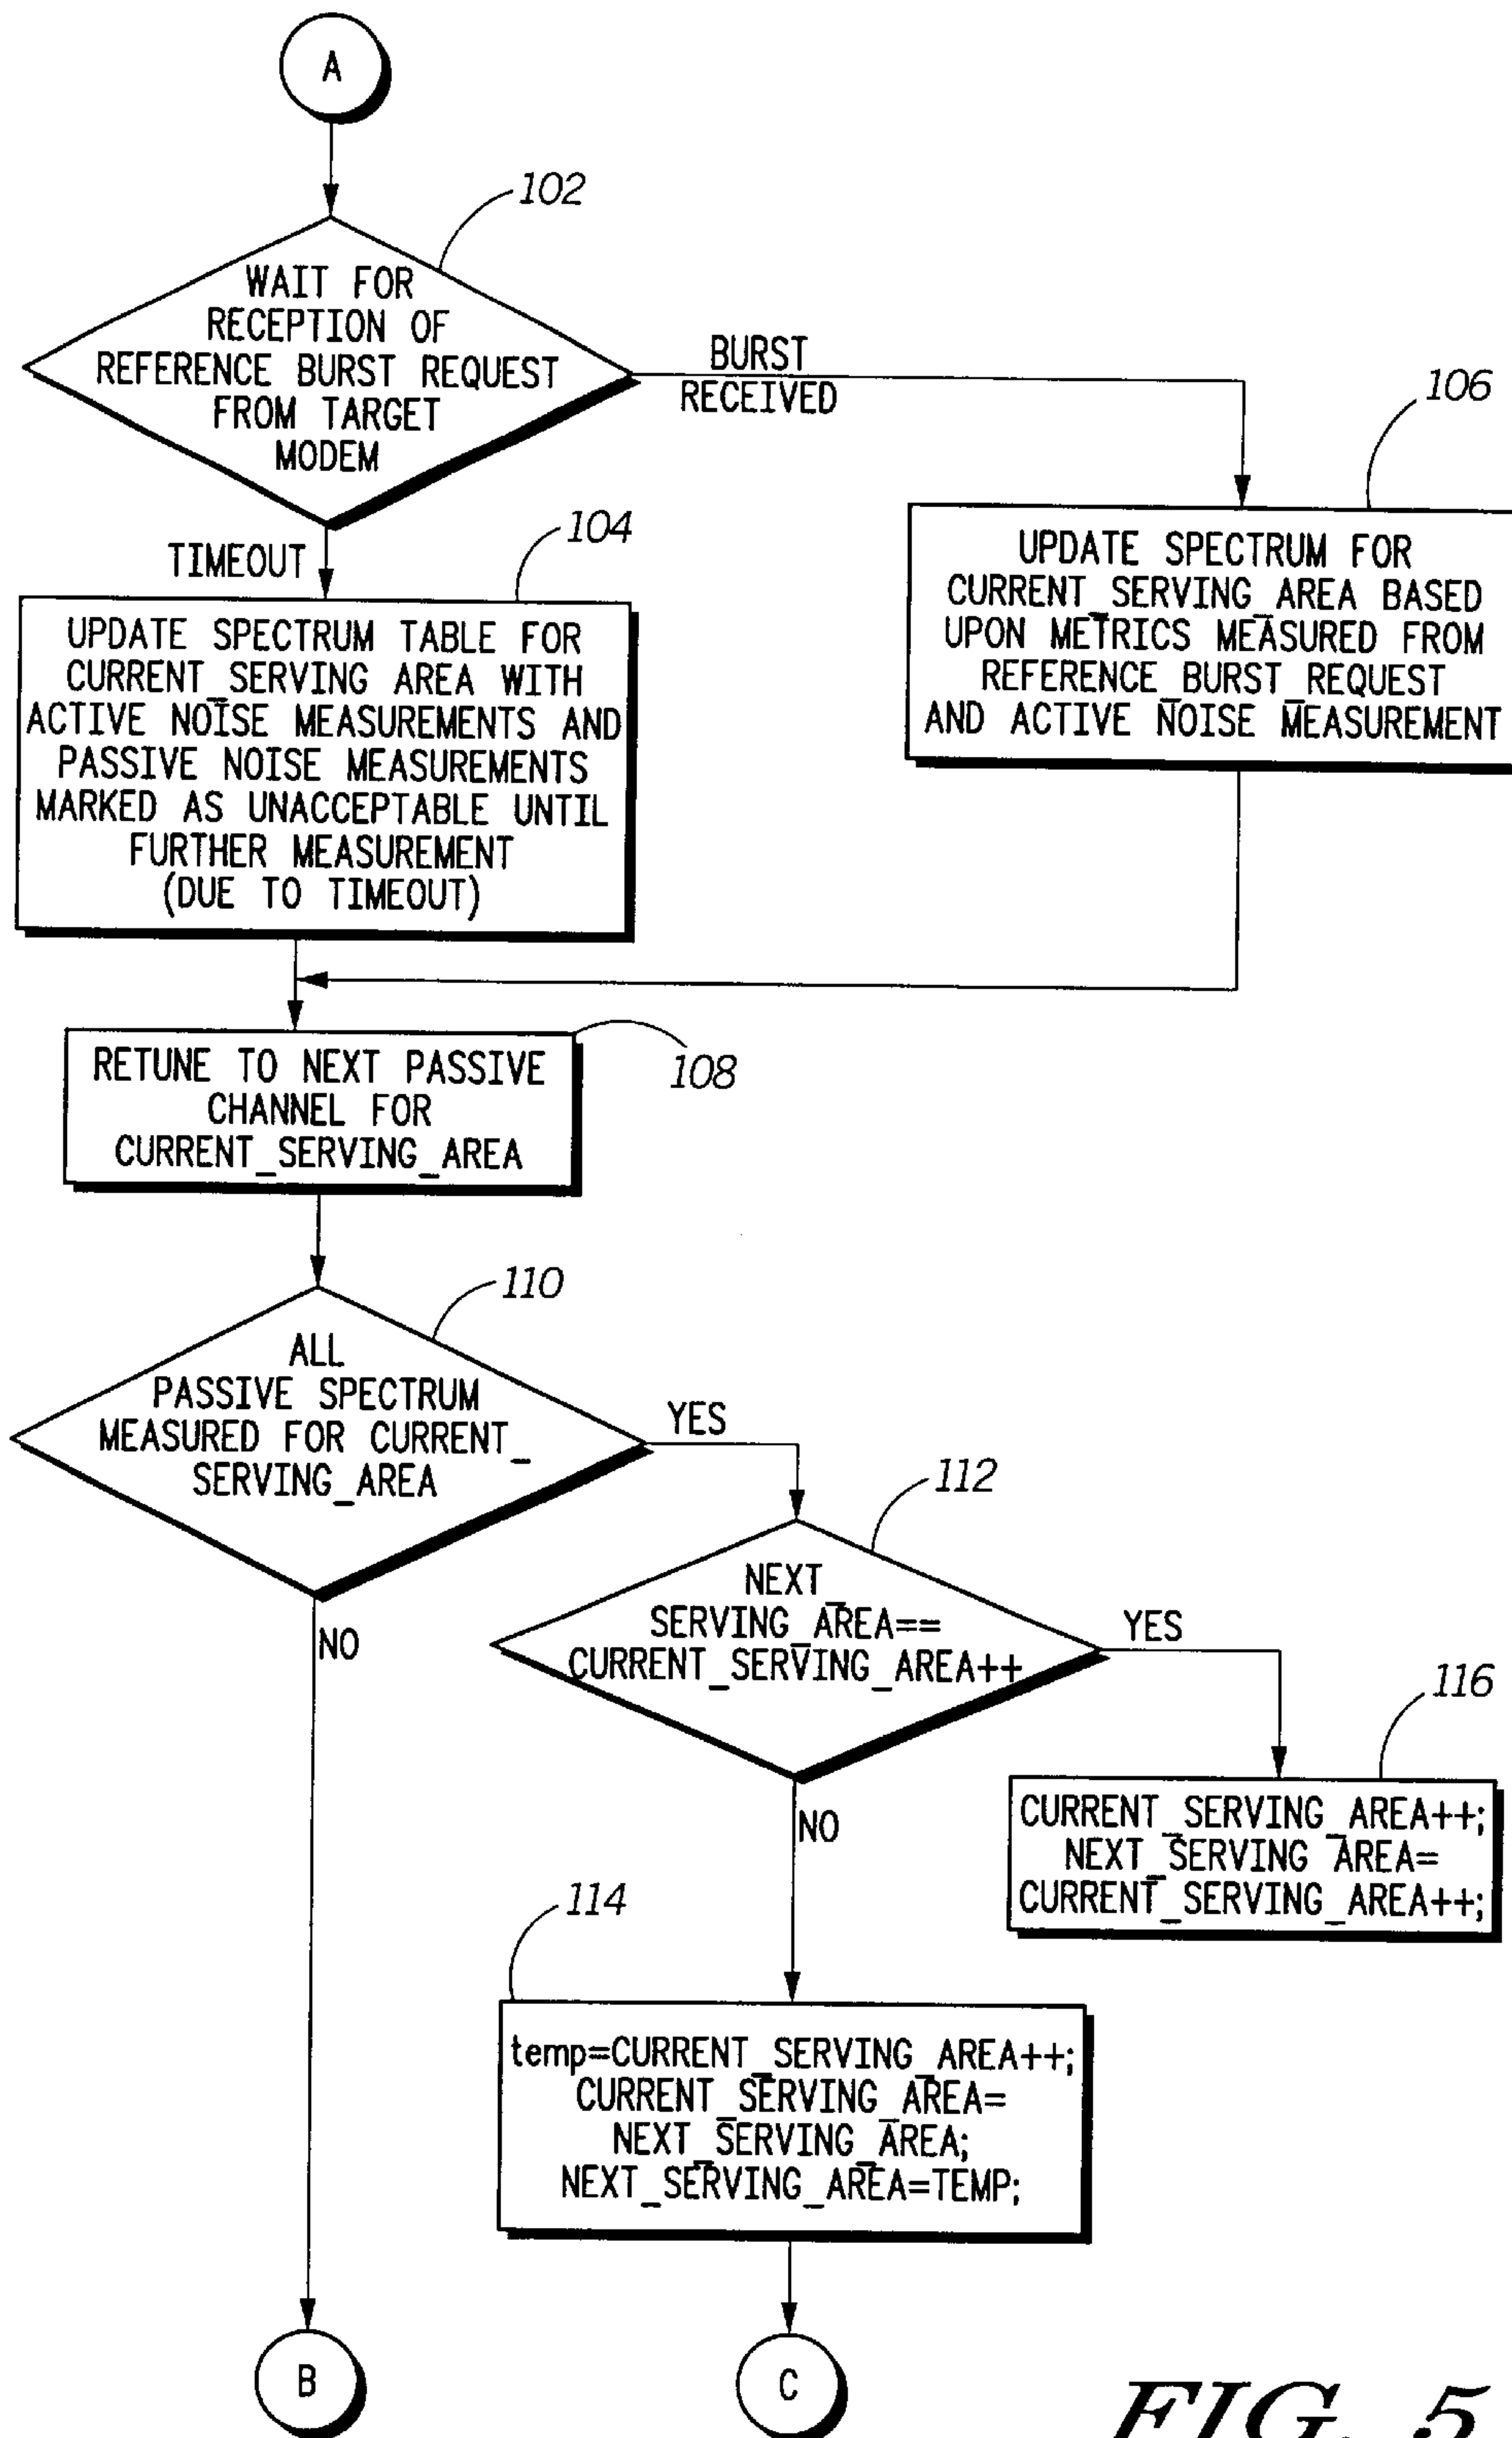 A
102
WAIT FOR
RECEPTION OF
REFERENCE BURST REQUEST
FROM TARGET
MODEM
BURST
RECEIVED
106
UPDATE SPECTRUM FOR
CURRENT_SERVING_AREA BASED
UPON METRICS MEASURED FROM
REFERENCE_BURST_REQUEST
AND ACTIVE NOISE MEASUREMENT
TIMEOUT
104
UPDATE SPECTRUM TABLE FOR
CURRENT_SERVING AREA WITH
ACTIVE NOISE MEASUREMENTS AND
PASSIVE NOISE MEASUREMENTS
MARKED AS UNACCEPTABLE UNTIL
FURTHER MEASUREMENT
(DUE TO TIMEOUT)
RETUNE TO NEXT PASSIVE
CHANNEL FOR
CURRENT_SERVING_AREA
108
110
ALL
PASSIVE SPECTRUM
MEASURED FOR CURRENT_
SERVING_AREA
YES
NO
112
NEXT_
SERVING_AREA==
CURRENT_SERVING_AREA++
YES
NO
116
CURRENT_SERVING_AREA++;
NEXT_SERVING AREA=
CURRENT_SERVING_AREA++;
114
temp=CURRENT_SERVING_AREA++;
CURRENT_SERVING_AREA=
NEXT_SERVING_AREA;
NEXT_SERVING_AREA=TEMP;
B
C
FIG. 5